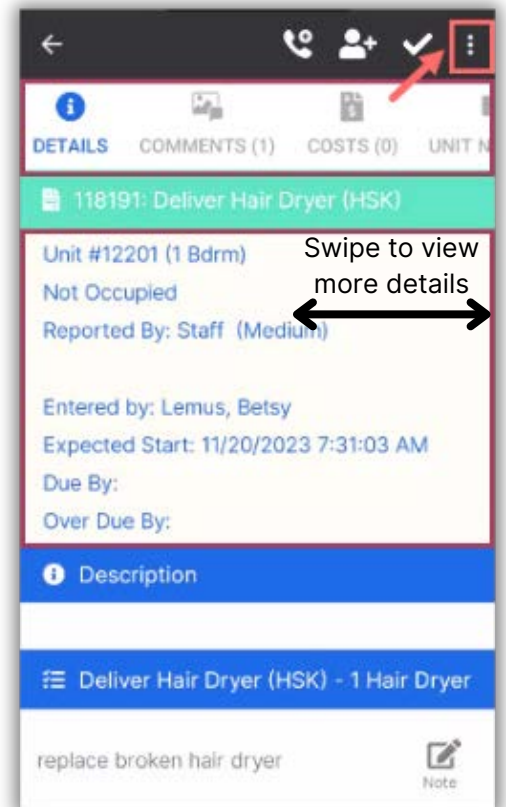 DETAILS COMMENTS (1) COSTS (0) UNIT N
118191: Deliver Hair Dryer (HSK)
Unit #12201 (1 Bdrm)
Not Occupied
Reported By: Staff (Medium)
Swipe to view
more details
Entered by: Lemus, Betsy
Expected Start: 11/20/2023 7:31:03 AM
Due By:
Over Due By:
Description
Deliver Hair Dryer (HSK) - 1 Hair Dryer
replace broken hair dryer
Note